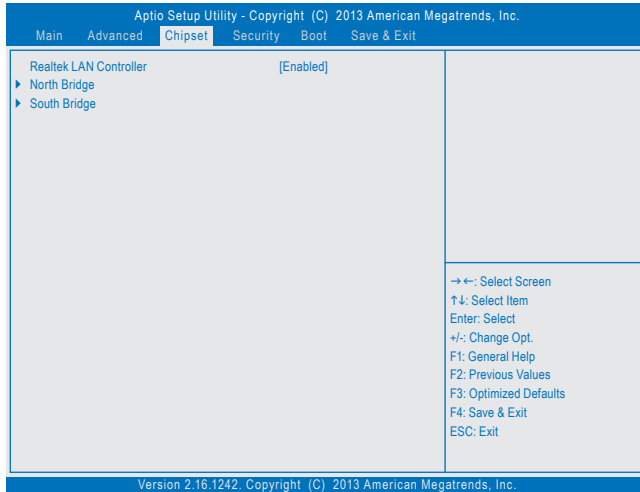 Aptio Setup Utility - Copyright (C) 2013 American Megatrends, Inc.
Main Advanced Chipset Security Boot Save & Exit
Realtek LAN Controller [Enabled]
North Bridge
South Bridge
→←: Select Screen
↑↓: Select Item
Enter: Select
+/-: Change Opt.
F1: General Help
F2: Previous Values
F3: Optimized Defaults
F4: Save & Exit
ESC: Exit
Version 2.16.1242. Copyright (C) 2013 American Megatrends, Inc.